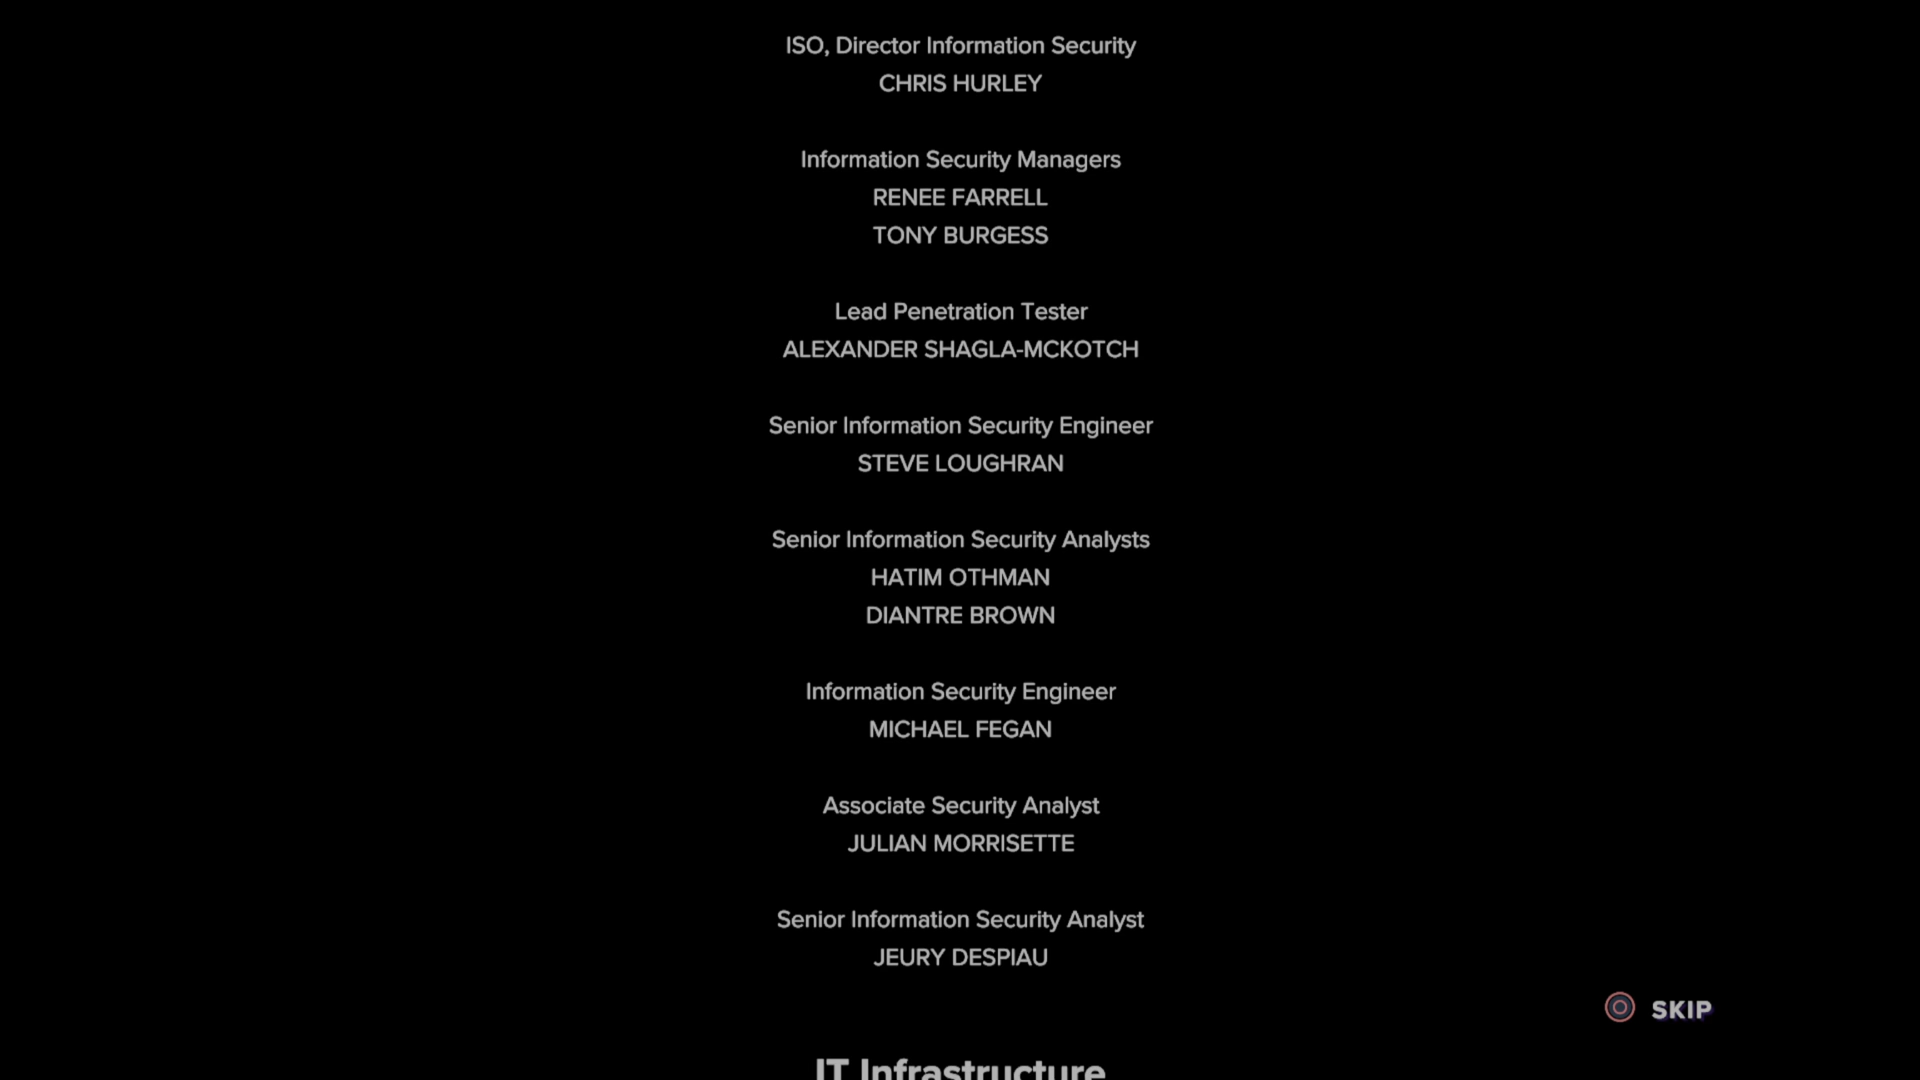 ISO, Director Information Security
CHRIS HURLEY
Information Security Managers
RENEE FARRELL
TONY BURGESS
Lead Penetration Tester
ALEXANDER SHAGLA-MCKOTCH
Senior Information Security Engineer
STEVE LOUGHRAN
Senior Information Security Analysts
HATIM OTHMAN
DIANTRE BROWN
Information Security Engineer
MICHAEL FEGAN
Associate Security Analyst
JULIAN MORRISETTE
Senior Information Security Analyst
JEURY DESPIAU
SKIP
IT Infrastructure